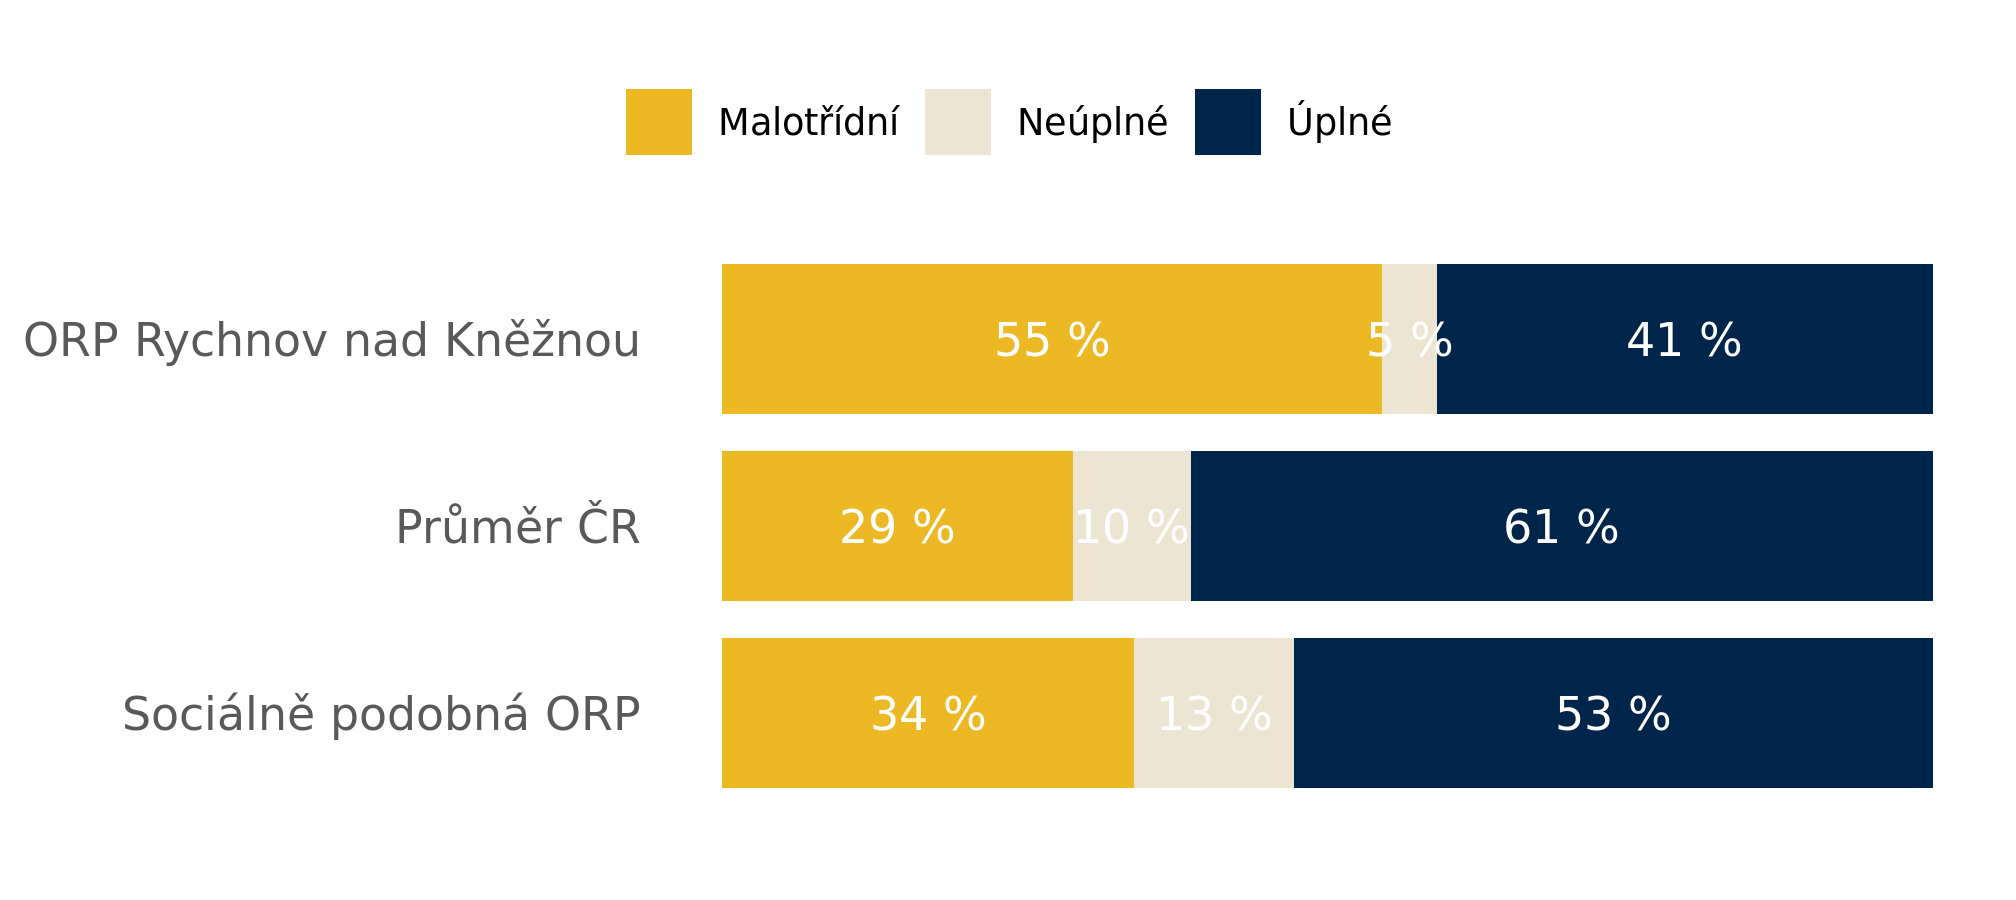 Malotřídní Neúplné Úplné
ORP Rychnov nad Kněžnou 55 % 5 % 41 %
Průměr ČR 29 % 10 % 61 %
Sociálně podobná ORP 34 % 13 % 53 %